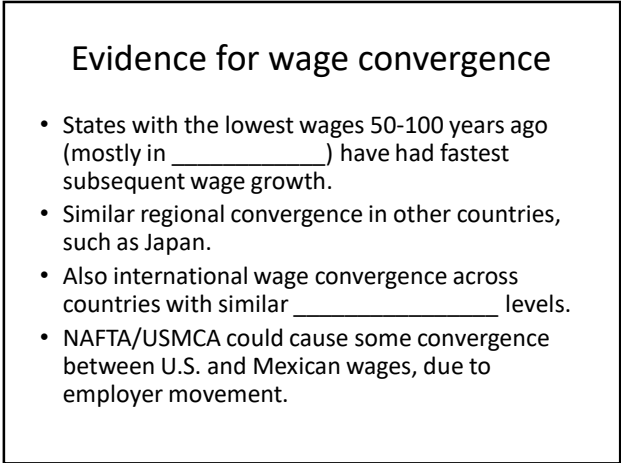 Evidence for wage convergence
• States with the lowest wages 50-100 years ago
(mostly in ____________) have had fastest
subsequent wage growth.
• Similar regional convergence in other countries,
such as Japan.
• Also international wage convergence across
countries with similar __________________ levels.
• NAFTA/USMCA could cause some convergence
between U.S. and Mexican wages, due to
employer movement.